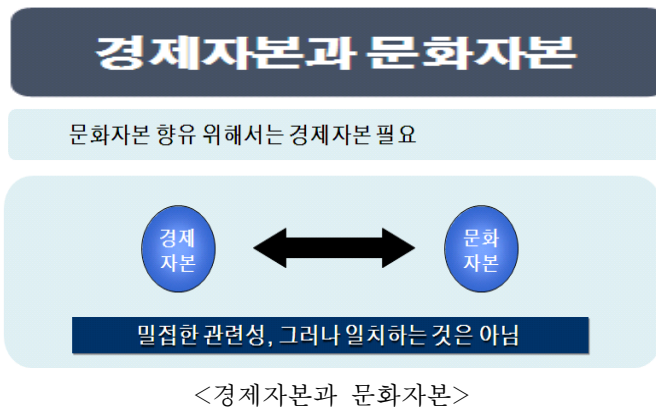 경제자본과 문화자본
문화자본 향유 위해서는 경제자본 필요
경제
자본
문화
자본
밀접한 관련성, 그러나 일치하는 것은 아님
<경제자본과 문화자본>